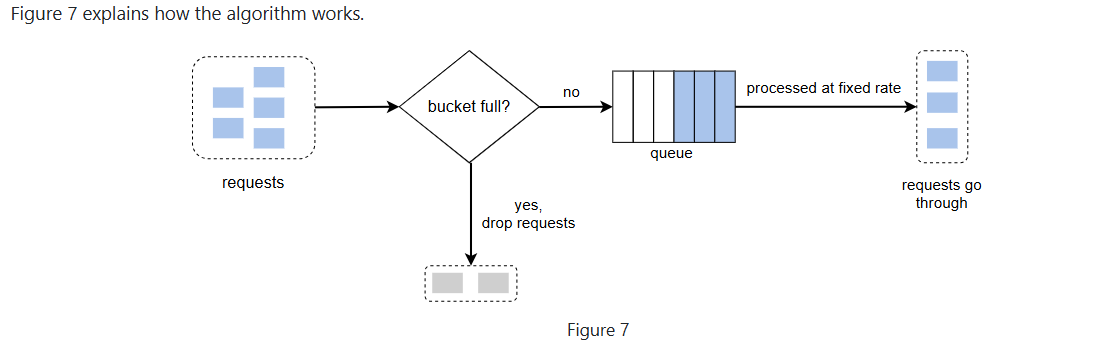 Figure 7 explains how the algorithm works.
bucket full?
no
processed at fixed rate
queue
requests
requests go
through
yes,
drop requests
Figure 7